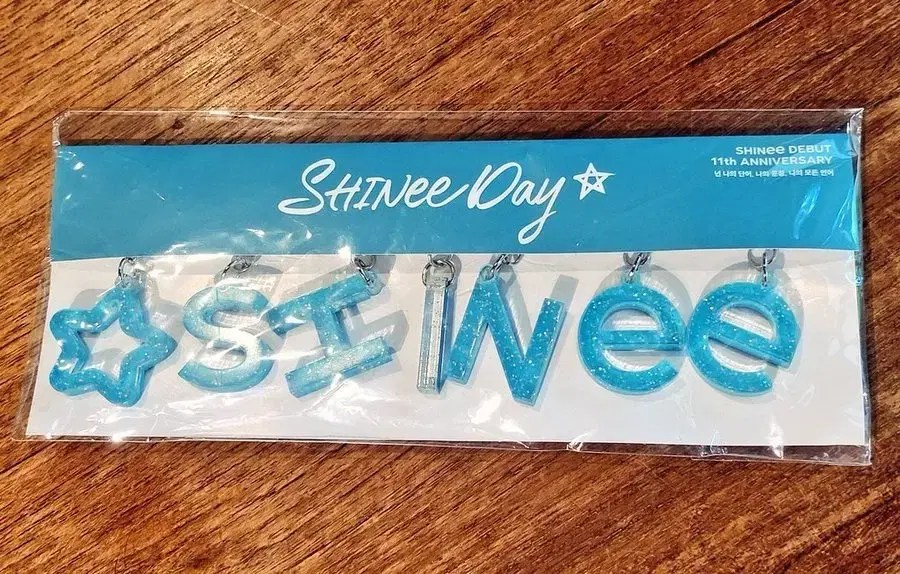 SHINee Day
SHINee DEBUT
11th ANNIVERSARY
넌 나의 단어, 나의 문장, 나의 모든 언어
SHINee